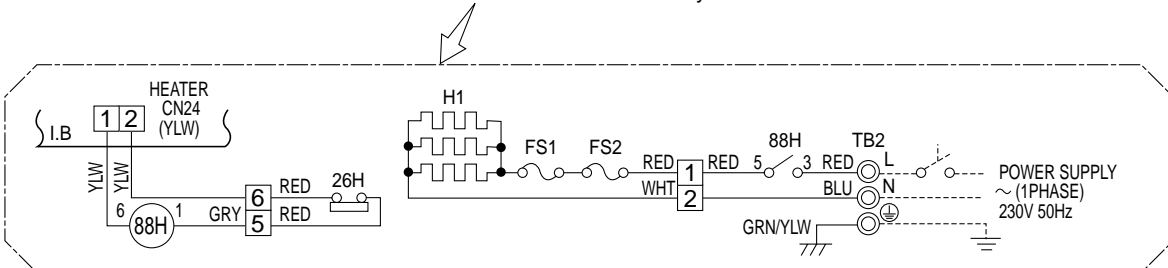 HEATER
CN24
(YLW)
1 2
I.B
YLW
YLW
6
88H
1
GRY
6
5
RED
RED
26H
H1
FS1
FS2
RED
WHT
1
2
RED
5
88H
3
RED
BLU
TB2
L
N
GRN/YLW
POWER SUPPLY
~ (1PHASE)
230V 50Hz